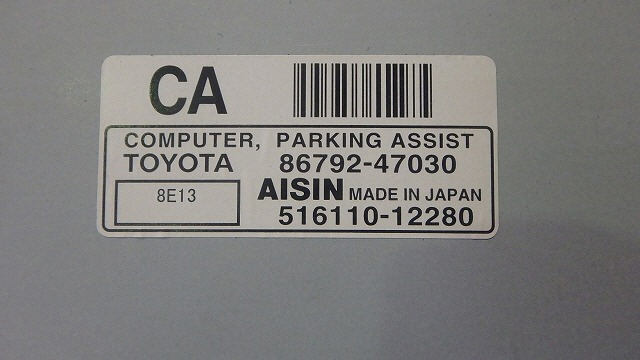 CA
COMPUTER, PARKING ASSIST
TOYOTA 86792-47030
8E13 AISIN MADE IN JAPAN
516110-12280